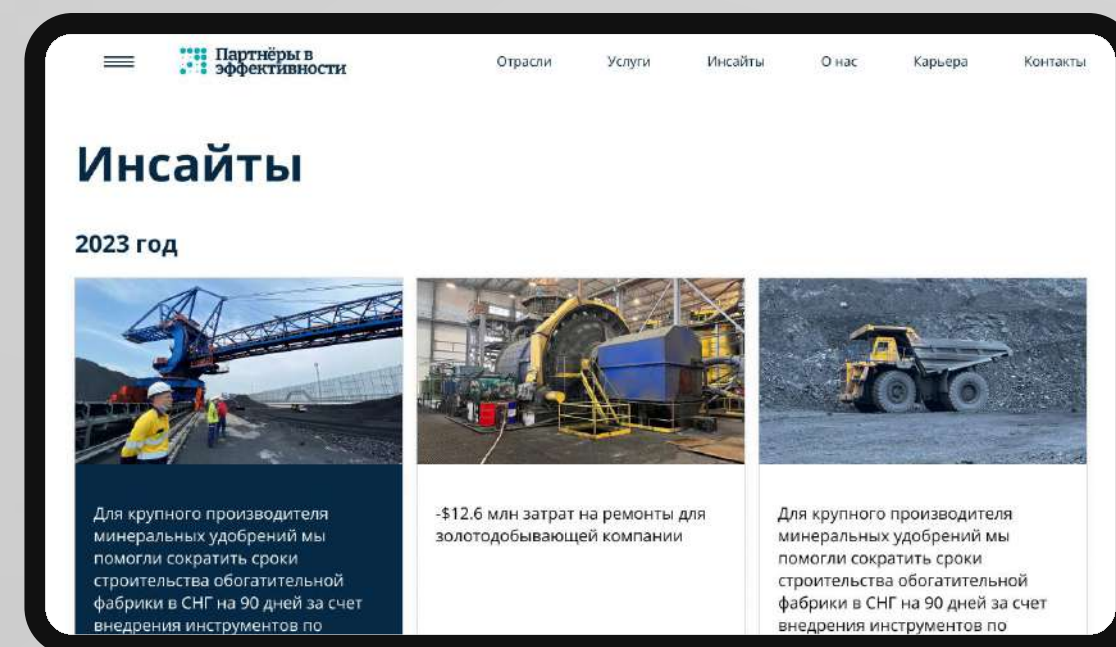 Партнёры в
эффективности
Отрасли
Услуги
Инсайты
О нас
Карьера
Контакты
Инсайты
2023 год
Для крупного производителя
минеральных удобрений мы
помогли сократить сроки
строительства обогатительной
фабрики в СНГ на 90 дней за счет
внедрения инструментов по
-$12.6 млн затрат на ремонты для
золотодобывающей компании
Для крупного производителя
минеральных удобрений мы
помогли сократить сроки
строительства обогатительной
фабрики в СНГ на 90 дней за счет
внедрения инструментов по